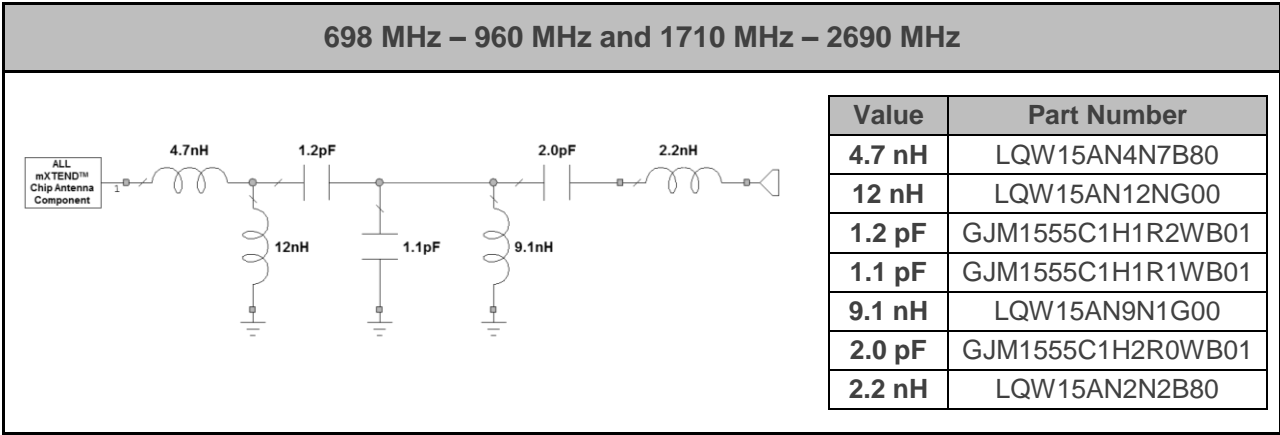 698 MHz – 960 MHz and 1710 MHz – 2690 MHz
ALL
mXTEND™
Chip Antenna
Component
1
4.7nH
1.2pF
2.0pF
2.2nH
12nH
1.1pF
9.1nH
Value Part Number
4.7 nH LQW15AN4N7B80
12 nH LQW15AN12NG00
1.2 pF GJM1555C1H1R2WB01
1.1 pF GJM1555C1H1R1WB01
9.1 nH LQW15AN9N1G00
2.0 pF GJM1555C1H2R0WB01
2.2 nH LQW15AN2N2B80